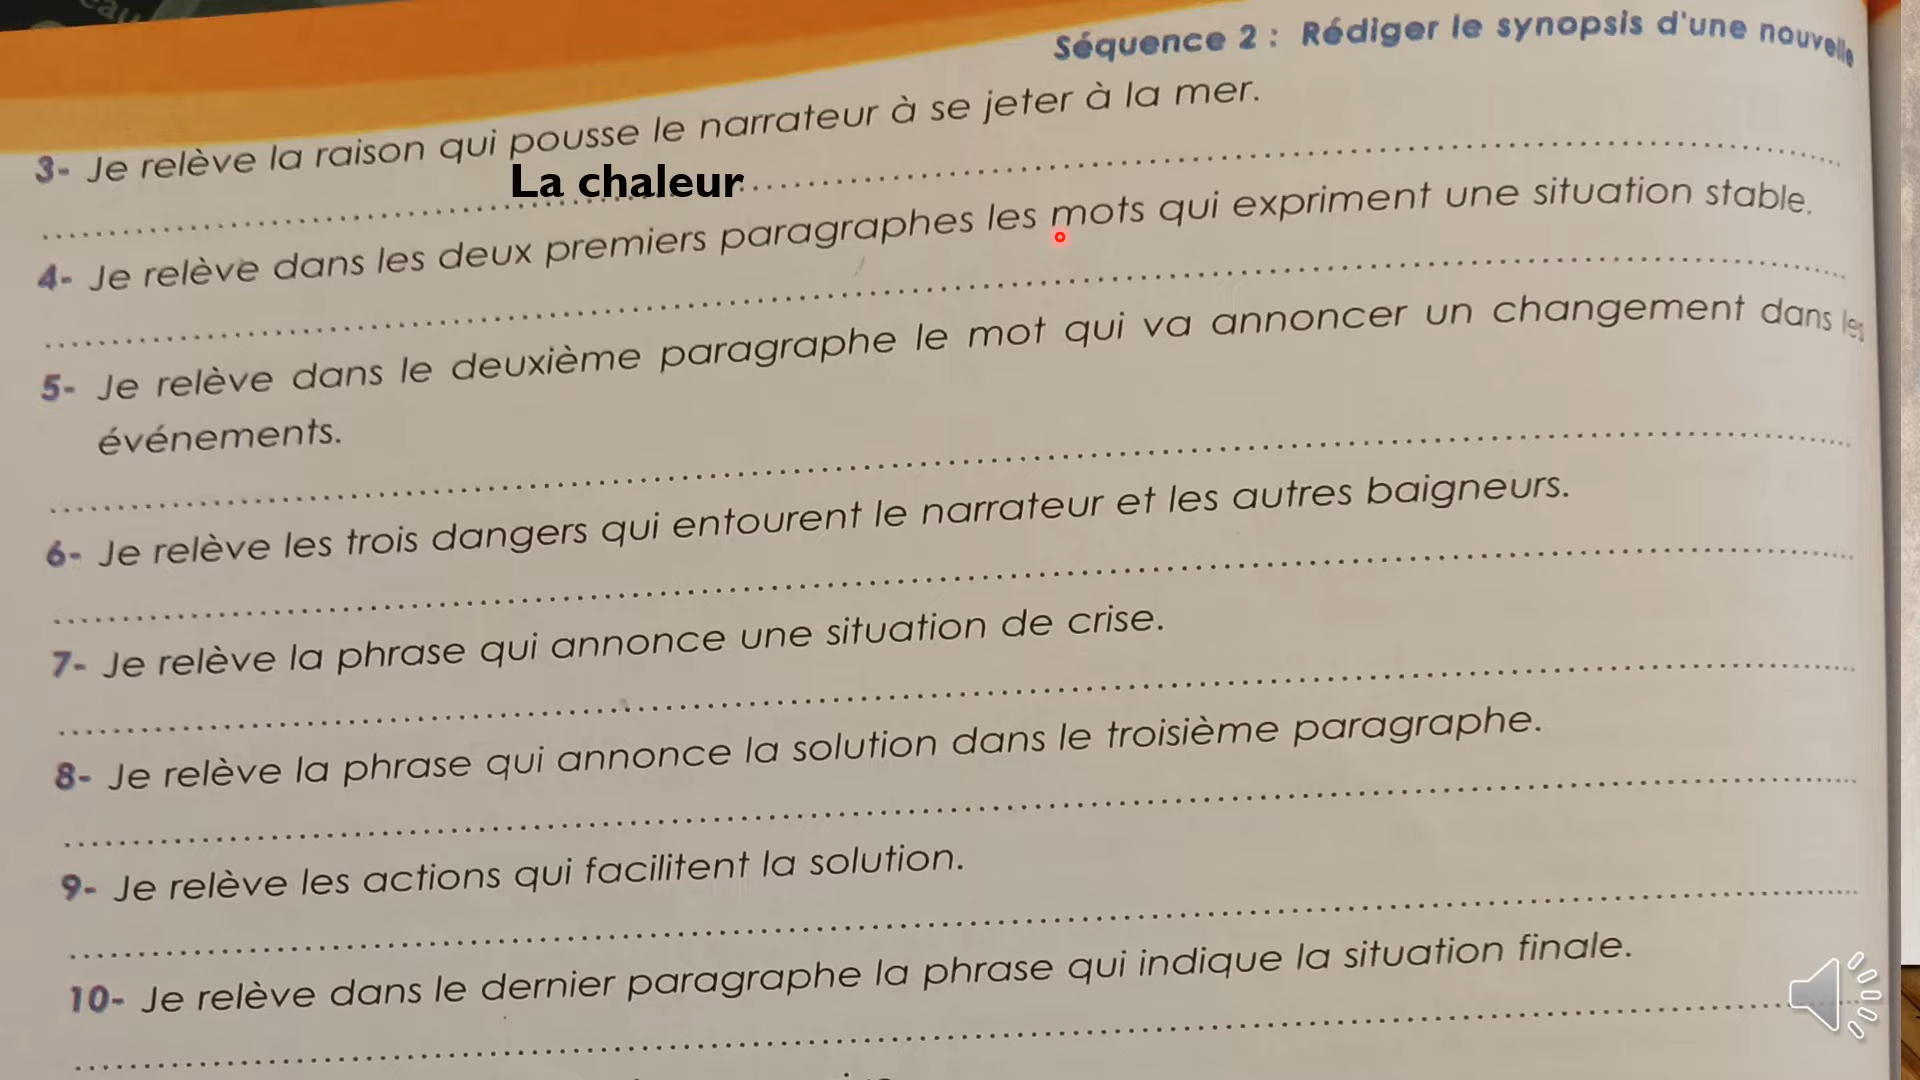 eau
Séquence 2 : Rédiger le synopsis d'une nouvelle
3- Je relève la raison qui pousse le narrateur à se jeter à la mer.
La chaleur
4- Je relève dans les deux premiers paragraphes les mots qui expriment une situation stable.
5- Je relève dans le deuxième paragraphe le mot qui va annoncer un changement dans les
événements.
6- Je relève les trois dangers qui entourent le narrateur et les autres baigneurs.
7- Je relève la phrase qui annonce une situation de crise.
8- Je relève la phrase qui annonce la solution dans le troisième paragraphe.
9- Je relève les actions qui facilitent la solution.
10- Je relève dans le dernier paragraphe la phrase qui indique la situation finale.